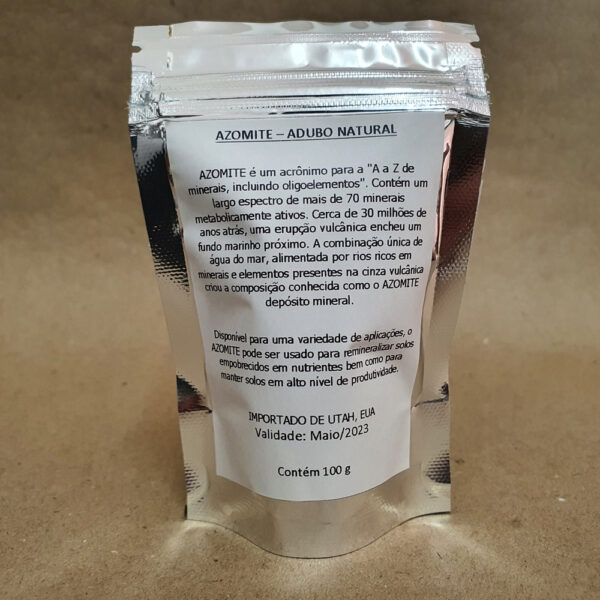 AZOMITE – ADUBO NATURAL
AZOMITE é um acrônimo para a "A a Z de
minerais, incluindo oligoelementos". Contém um
largo espectro de mais de 70 minerais
metabolicamente ativos. Cerca de 30 milhões de
anos atrás, uma erupção vulcânica encheu um
fundo marinho próximo. A combinação única de
água do mar, alimentada por rios ricos em
minerais e elementos presentes na cinza vulcânica
criou a composição conhecida como o AZOMITE
depósito mineral.
Disponível para uma variedade de aplicações, o
AZOMITE pode ser usado para remineralizar solos
empobrecidos em nutrientes bem como para
manter solos em alto nível de produtividade.
IMPORTADO DE UTAH, EUA
Validade: Maio/2023
Contém 100 g